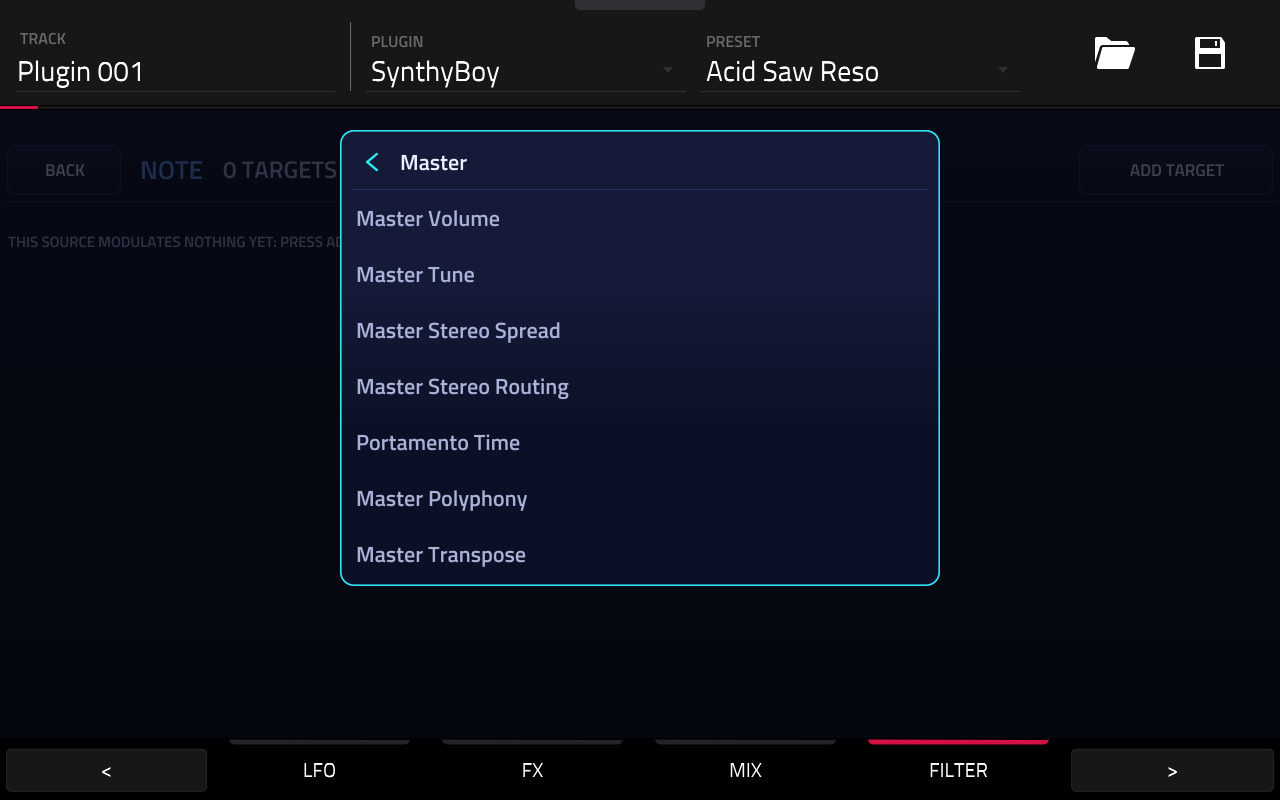 TRACK
Plugin 001
PLUGIN
SynthyBoy
PRESET
Acid Saw Reso
BACK
NOTE
0 TARGETS
ADD TARGET
THIS SOURCE MODULATES NOTHING YET: PRESS
Master
Master Volume
Master Tune
Master Stereo Spread
Master Stereo Routing
Portamento Time
Master Polyphony
Master Transpose
<
LFO
FX
MIX
FILTER
>